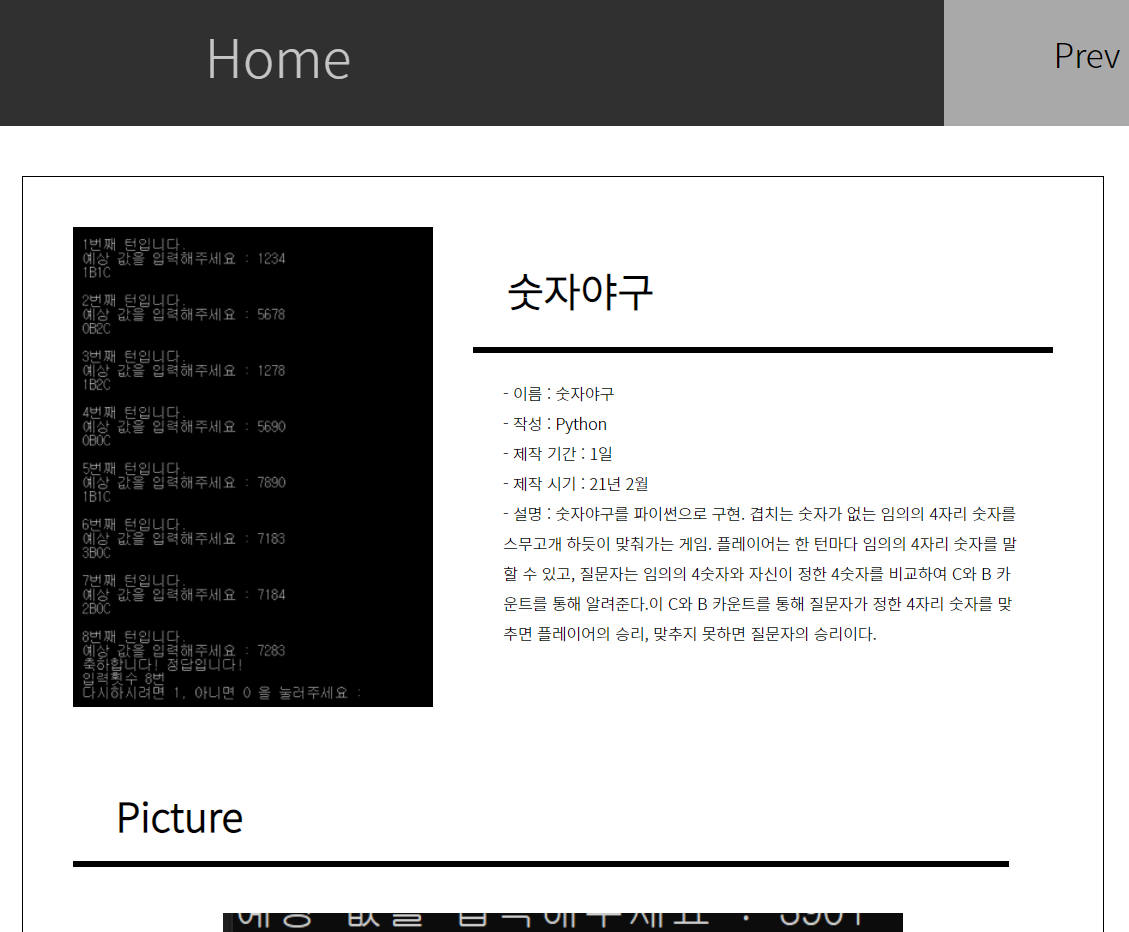 Home
Prev
1번째 턴입니다.
예상 값을 입력해주세요 : 1234
1B1C
2번째 턴입니다.
예상 값을 입력해주세요 : 5678
0B2C
3번째 턴입니다.
예상 값을 입력해주세요 : 1278
1B2C
4번째 턴입니다.
예상 값을 입력해주세요 : 5690
0B0C
5번째 턴입니다.
예상 값을 입력해주세요 : 7890
1B1C
6번째 턴입니다.
예상 값을 입력해주세요 : 7183
3B0C
7번째 턴입니다.
예상 값을 입력해주세요 : 7184
2B0C
8번째 턴입니다.
예상 값을 입력해주세요 : 7283
축하합니다! 정답입니다!
입력횟수 8번
다시하시려면 1, 아니면 0 을 눌러주세요 :
숫자야구
- 이름 : 숫자야구
- 작성 : Python
- 제작 기간 : 1일
- 제작 시기 : 21년 2월
- 설명 : 숫자야구를 파이썬으로 구현. 겹치는 숫자가 없는 임의의 4자리 숫자를
스무고개 하듯이 맞춰가는 게임. 플레이어는 한 턴마다 임의의 4자리 숫자를 말
할 수 있고, 질문자는 임의의 4숫자와 자신이 정한 4숫자를 비교하여 C와 B 카
운트를 통해 알려준다.이 C와 B 카운트를 통해 질문자가 정한 4자리 숫자를 맞
추면 플레이어의 승리, 맞추지 못하면 질문자의 승리이다.
Picture
예상 값을 입력해주세요 :